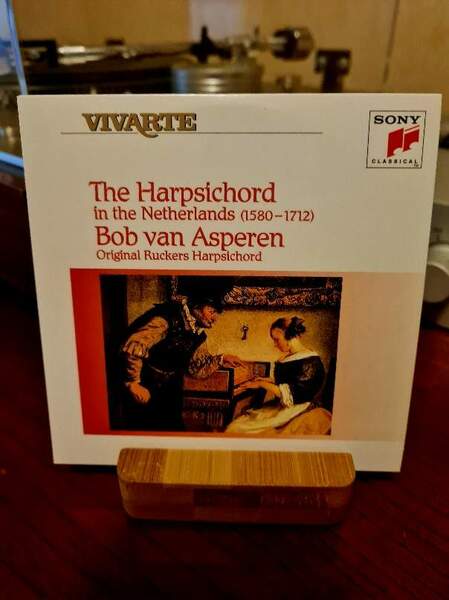 VIVARTE
SONY
CLASSICAL
The Harpsichord
in the Netherlands (1580–1712)
Bob van Asperen
Original Ruckers Harpsichord